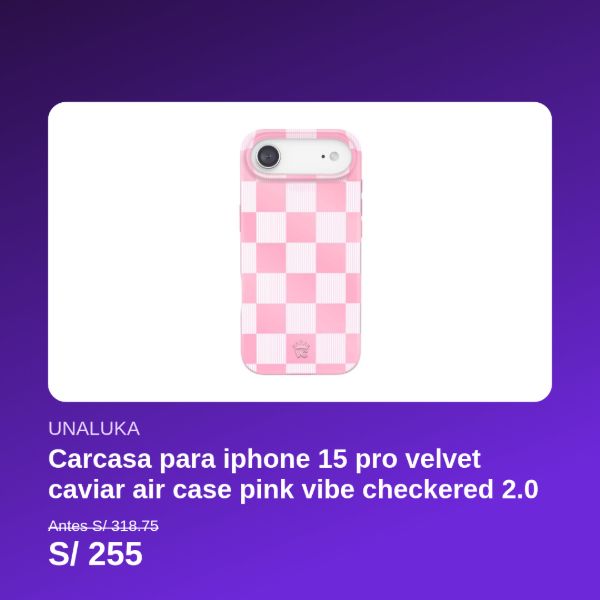 UNALUKA
Carcasa para iphone 15 pro velvet
caviar air case pink vibe checkered 2.0
Antes S/ 318.75
S/ 255